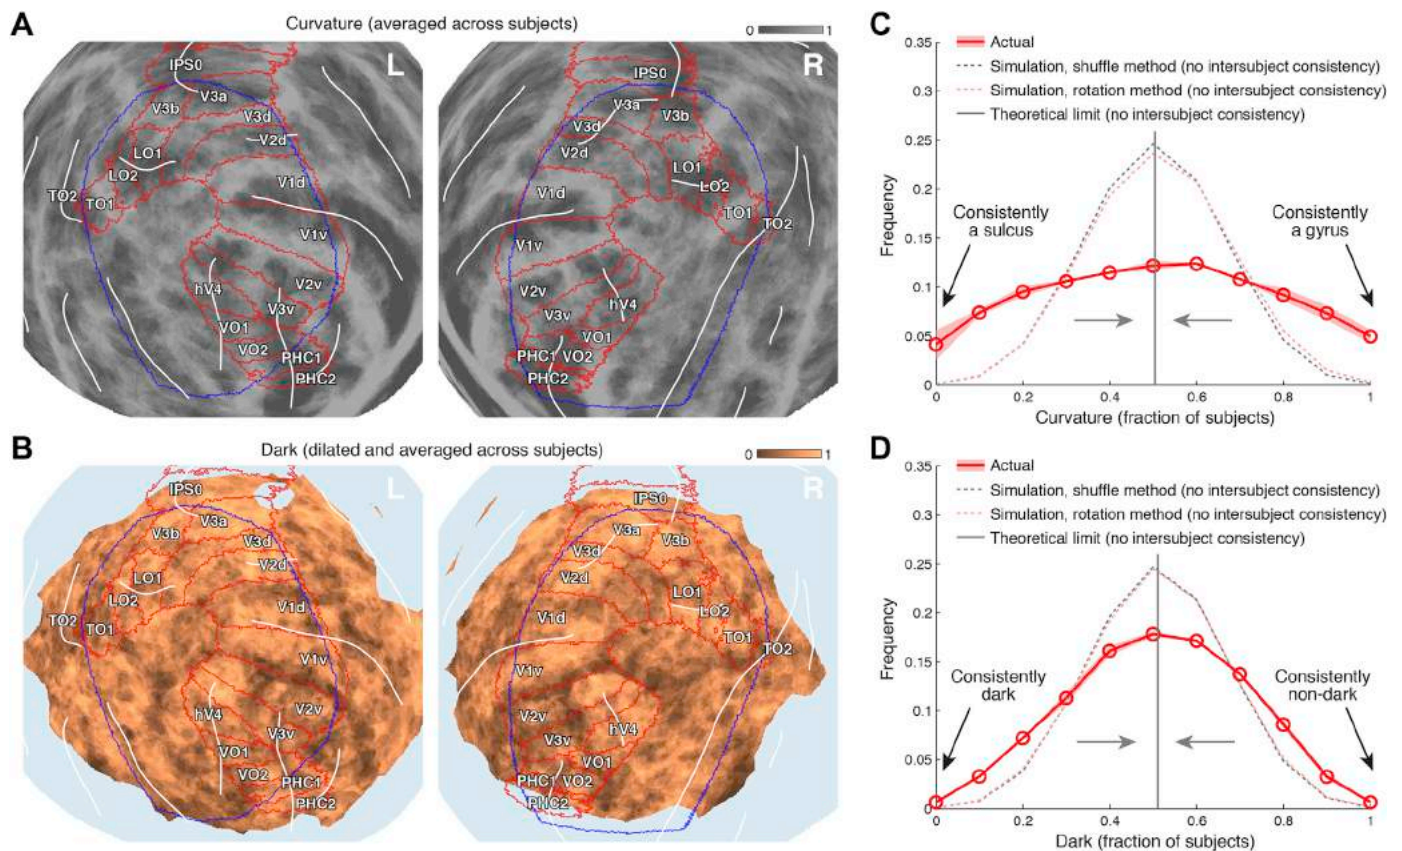 A
Curvature (averaged across subjects)
0 1
L
IPS0
V3a
V3b
V3d
V2d
LO1
LO2
V1d
TO2
TO1
V1v
hV4
V2v
V3v
VO1
VO2
PHC1
PHC2
R
IPS0
V3a
V3b
V3d
V2d
LO1
LO2
V1d
TO1
TO2
V1v
V2v
hV4
V3v
VO1
PHC1 VO2
PHC2
B
Dark (dilated and averaged across subjects)
0 1
L
IPS0
V3a
V3b
V3d
V2d
LO1
LO2
V1d
TO2
TO1
V1v
hV4
V2v
V3v
VO1
VO2
PHC1
PHC2
R
IPS0
V3a
V3b
V3d
V2d
LO1
LO2
V1d
TO1
TO2
V1v
V2v
hV4
V3v
VO1
PHC1 VO2
PHC2
C
Actual
Simulation, shuffle method (no intersubject consistency)
Simulation, rotation method (no intersubject consistency)
Theoretical limit (no intersubject consistency)
0.35
0.3
0.25
0.2
0.15
0.1
0.05
0
Frequency
Consistently
a sulcus
Consistently
a gyrus
0 0.2 0.4 0.6 0.8 1
Curvature (fraction of subjects)
D
Actual
Simulation, shuffle method (no intersubject consistency)
Simulation, rotation method (no intersubject consistency)
Theoretical limit (no intersubject consistency)
0.35
0.3
0.25
0.2
0.15
0.1
0.05
0
Frequency
Consistently
dark
Consistently
non-dark
0 0.2 0.4 0.6 0.8 1
Dark (fraction of subjects)